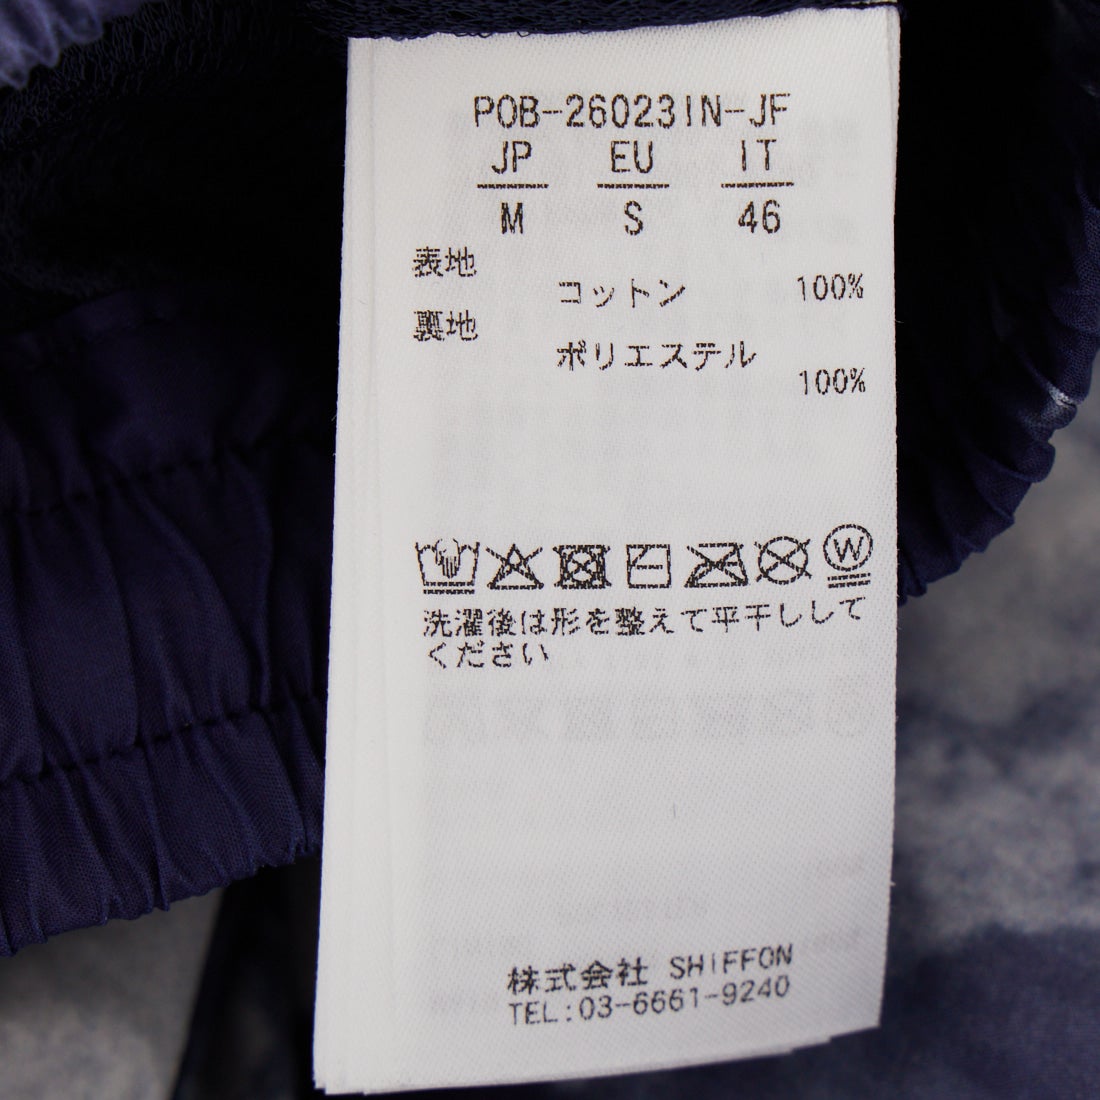 POB-26023IN-JF
JP EU IT
M S 46
表地
コットン 100%
裏地
ポリエステル
100%
W
洗濯後は形を整えて平干しして
ください
株式会社 SHIFFON
TEL:03-6661-9240